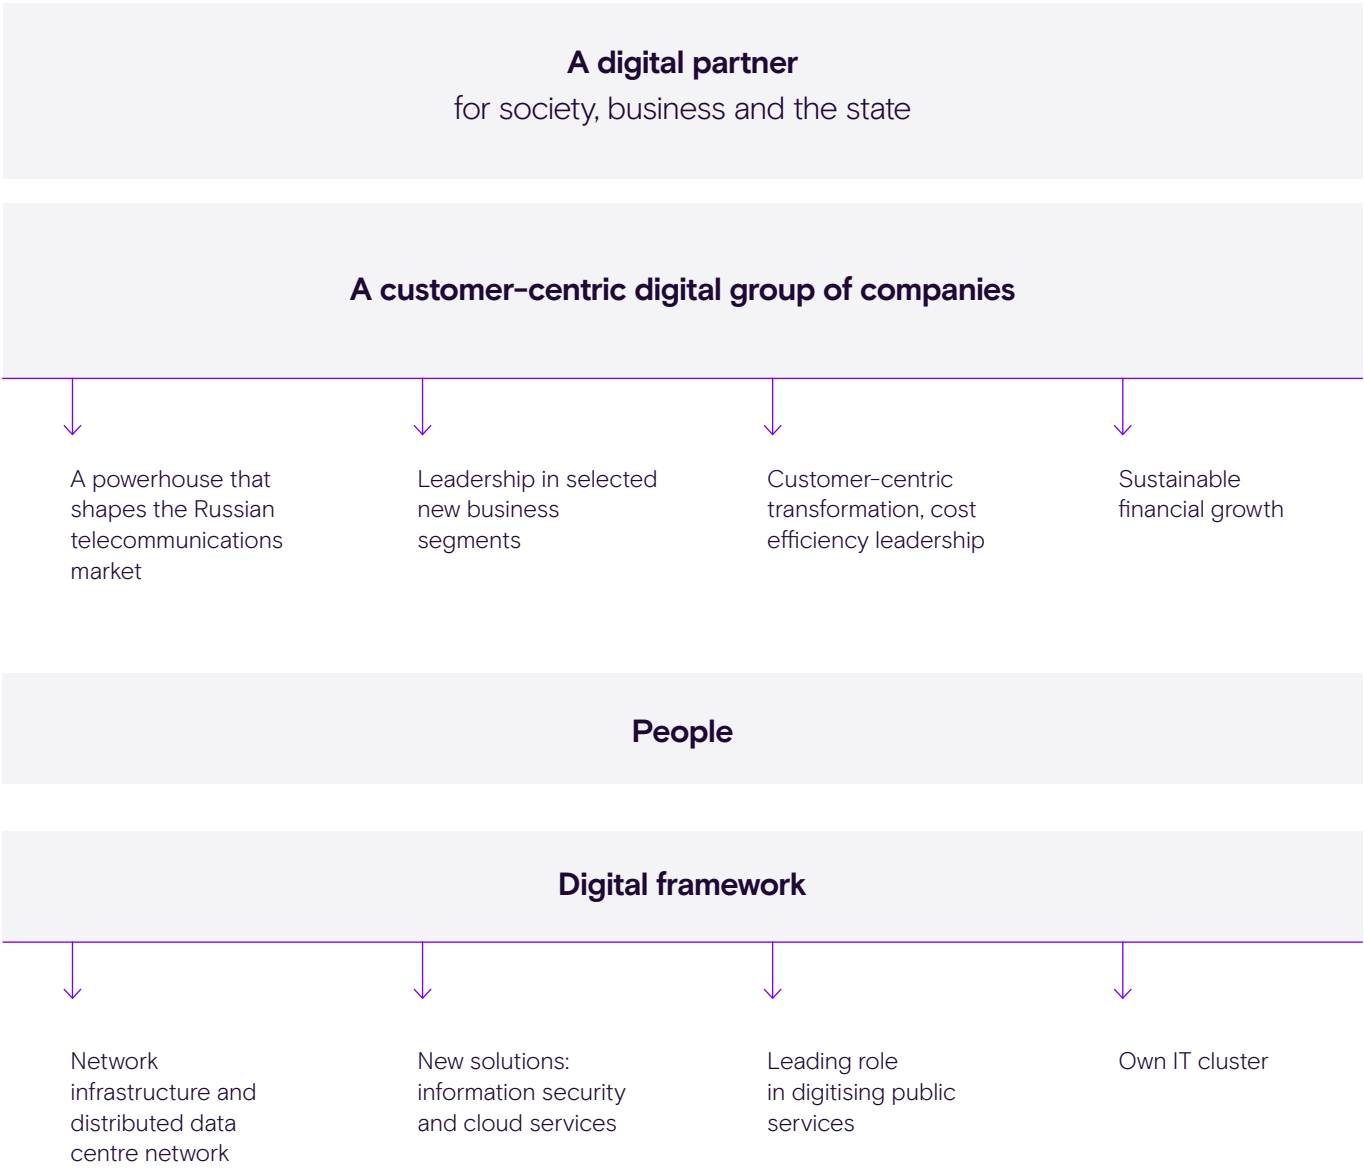 A digital partner
for society, business and the state
A customer-centric digital group of companies
A powerhouse that
shapes the Russian
telecommunications
market
Leadership in selected
new business
segments
Customer-centric
transformation, cost
efficiency leadership
Sustainable
financial growth
People
Digital framework
Network
infrastructure and
distributed data
centre network
New solutions:
information security
and cloud services
Leading role
in digitising public
services
Own IT cluster